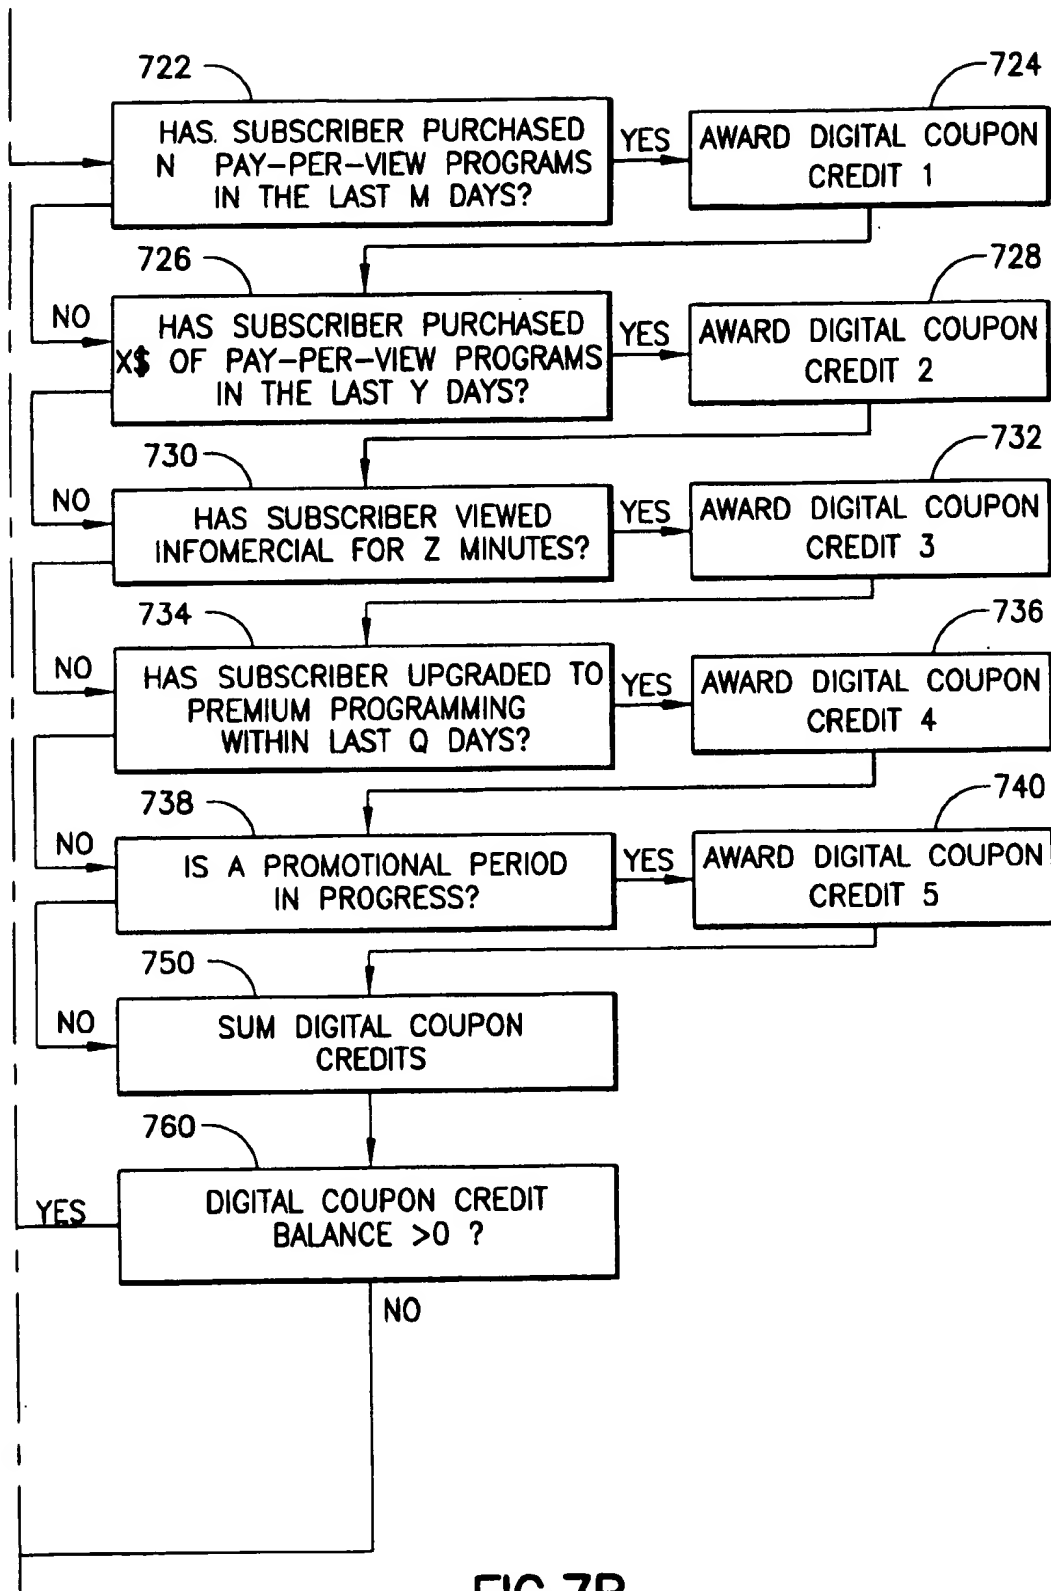 722
724
HAS. SUBSCRIBER PURCHASED
N PAY-PER-VIEW PROGRAMS
IN THE LAST M DAYS?
YES
AWARD DIGITAL COUPON
CREDIT 1
726
728
NO
HAS SUBSCRIBER PURCHASED
X$ OF PAY-PER-VIEW PROGRAMS
IN THE LAST Y DAYS?
YES
AWARD DIGITAL COUPON
CREDIT 2
730
732
NO
HAS SUBSCRIBER VIEWED
INFOMERCIAL FOR Z MINUTES?
YES
AWARD DIGITAL COUPON
CREDIT 3
734
736
NO
HAS SUBSCRIBER UPGRADED TO
PREMIUM PROGRAMMING
WITHIN LAST Q DAYS?
YES
AWARD DIGITAL COUPON
CREDIT 4
738
740
NO
IS A PROMOTIONAL PERIOD
IN PROGRESS?
YES
AWARD DIGITAL COUPON
CREDIT 5
750
NO
SUM DIGITAL COUPON
CREDITS
760
YES
DIGITAL COUPON CREDIT
BALANCE >0 ?
NO
FIG.7B